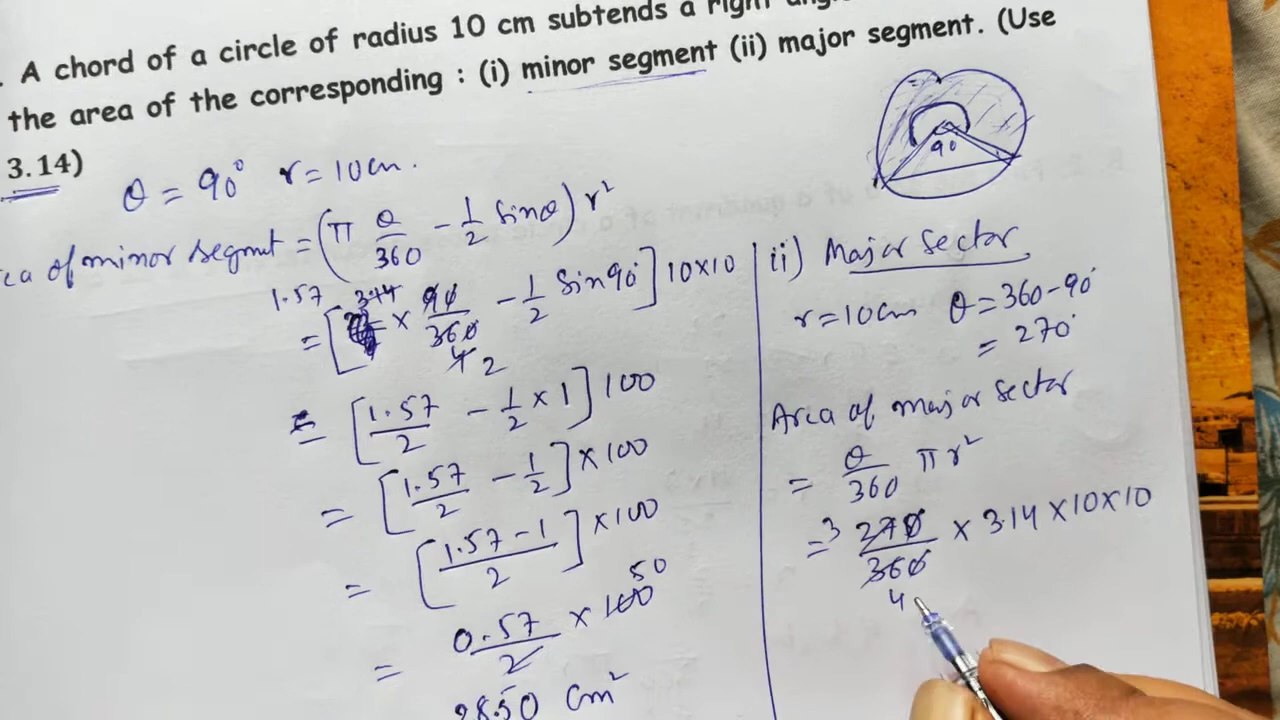 . A chord of a circle of radius 10 cm subtends a right
the area of the corresponding : (i) minor segment (ii) major segment. (Use
3.14)
θ = 90° r = 10cm.
Area of minor segmnt = (π θ/360 - 1/2 sinθ) r²
1.57 3.14
= [ × 90/360 - 1/2 Sin90°] 10×10
4 2
= [1.57/2 - 1/2 × 1] 100
= [1.57/2 - 1/2] × 100
= [1.57-1/2] × 100
50
= 0.57/2 × 100
28.50 cm²
90
ii) Major Sector
r = 10cm θ = 360-90°
= 270°
Area of major sector
= θ/360 πr²
= 3 270/360 × 3.14 × 10 × 10
4